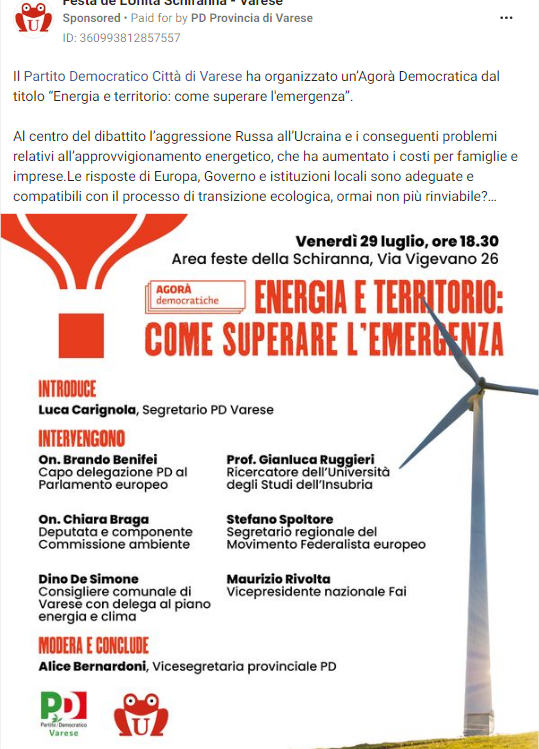 Festa de L'Unità Schiranna - Varese
Sponsored • Paid for by PD Provincia di Varese
ID: 360993812857557
Il Partito Democratico Città di Varese ha organizzato un'Agorà Democratica dal
titolo “Energia e territorio: come superare l'emergenza”.
Al centro del dibattito l'aggressione Russa all'Ucraina e i conseguenti problemi
relativi all'approvvigionamento energetico, che ha aumentato i costi per famiglie e
imprese.Le risposte di Europa, Governo e istituzioni locali sono adeguate e
compatibili con il processo di transizione ecologica, ormai non più rinviabile?...
Venerdì 29 luglio, ore 18.30
Area feste della Schiranna, Via Vigevano 26
AGORÀ
democratiche
ENERGIA E TERRITORIO:
COME SUPERARE L'EMERGENZA
INTRODUCE
Luca Carignola, Segretario PD Varese
INTERVENGONO
On. Brando Benifei
Capo delegazione PD al
Parlamento europeo
Prof. Gianluca Ruggieri
Ricercatore dell'Università
degli Studi dell'Insubria
On. Chiara Braga
Deputata e componente
Commissione ambiente
Stefano Spoltore
Segretario regionale del
Movimento Federalista europeo
Dino De Simone
Consigliere comunale di
Varese con delega al piano
energia e clima
Maurizio Rivolta
Vicepresidente nazionale Fai
MODERA E CONCLUDE
Alice Bernardoni, Vicesegretaria provinciale PD
PD
Partito Democratico
Varese
U